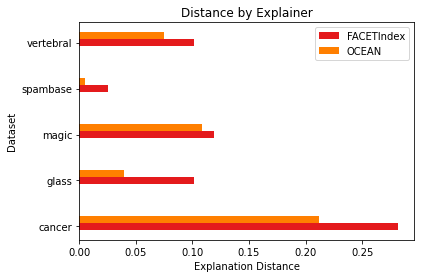 Distance by Explainer
FACETIndex
OCEAN
vertebral
spambase
magic
glass
cancer
Dataset
0.00 0.05 0.10 0.15 0.20 0.25
Explanation Distance